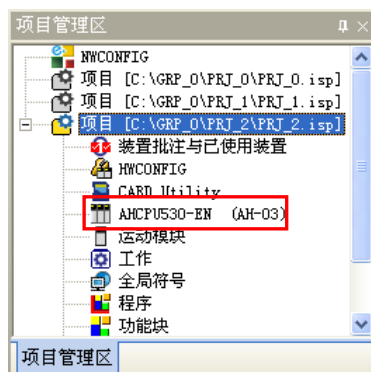 项目管理区
NWCONFIG
项目 [C:\GRP_0\PRJ_0\PRJ_0.isp]
项目 [C:\GRP_0\PRJ_1\PRJ_1.isp]
项目 [C:\GRP_0\PRJ_2\PRJ_2.isp]
装置批注与已使用装置
HWCONFIG
CARD Utility
AHCPU530-EN (AH-03)
运动模块
工作
全局符号
程序
功能块
项目管理区